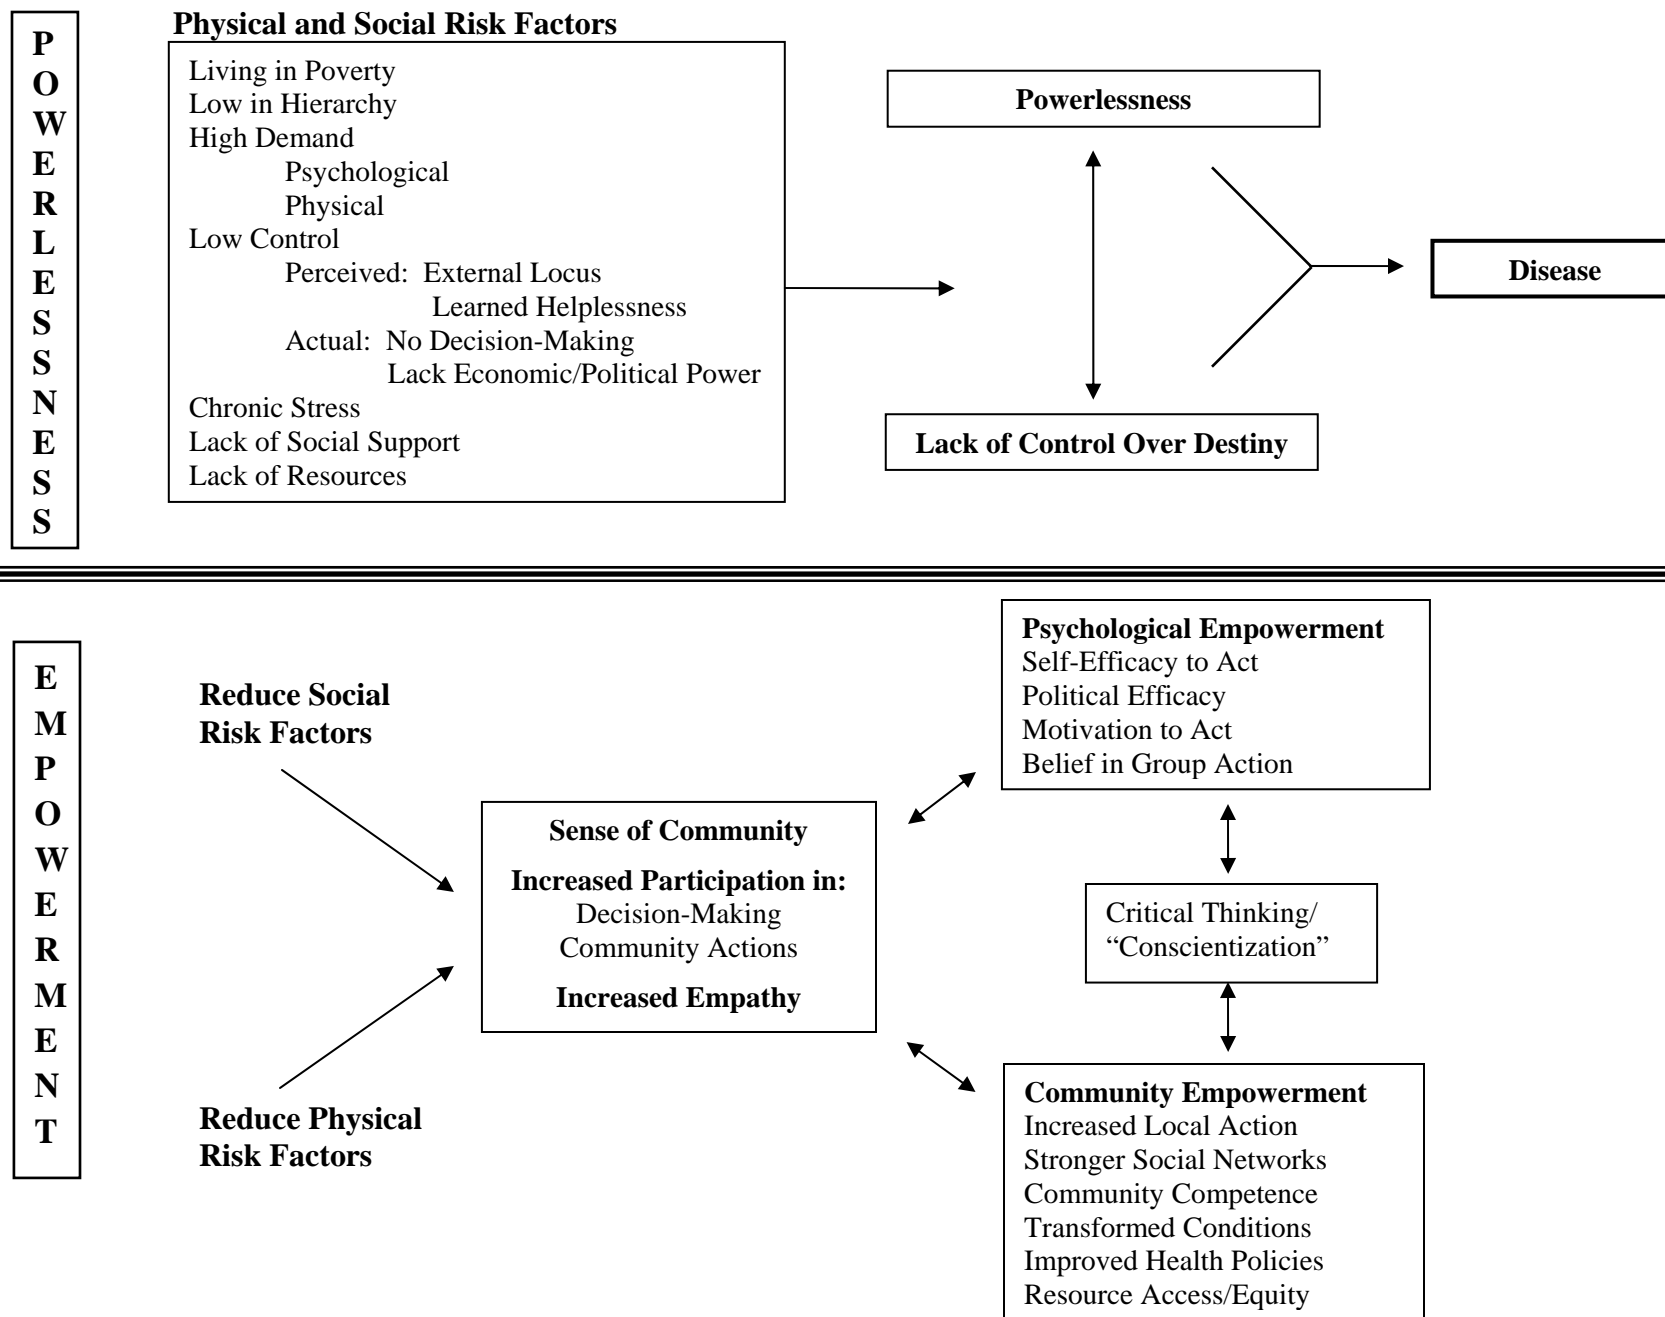 POWERLESSNESS
Physical and Social Risk Factors
Living in Poverty
Low in Hierarchy
High Demand
Psychological
Physical
Low Control
Perceived: External Locus
Learned Helplessness
Actual: No Decision-Making
Lack Economic/Political Power
Chronic Stress
Lack of Social Support
Lack of Resources
Powerlessness
Lack of Control Over Destiny
Disease
EMPOWERMENT
Reduce Social
Risk Factors
Reduce Physical
Risk Factors
Sense of Community
Increased Participation in:
Decision-Making
Community Actions
Increased Empathy
Psychological Empowerment
Self-Efficacy to Act
Political Efficacy
Motivation to Act
Belief in Group Action
Critical Thinking/
“Conscientization”
Community Empowerment
Increased Local Action
Stronger Social Networks
Community Competence
Transformed Conditions
Improved Health Policies
Resource Access/Equity